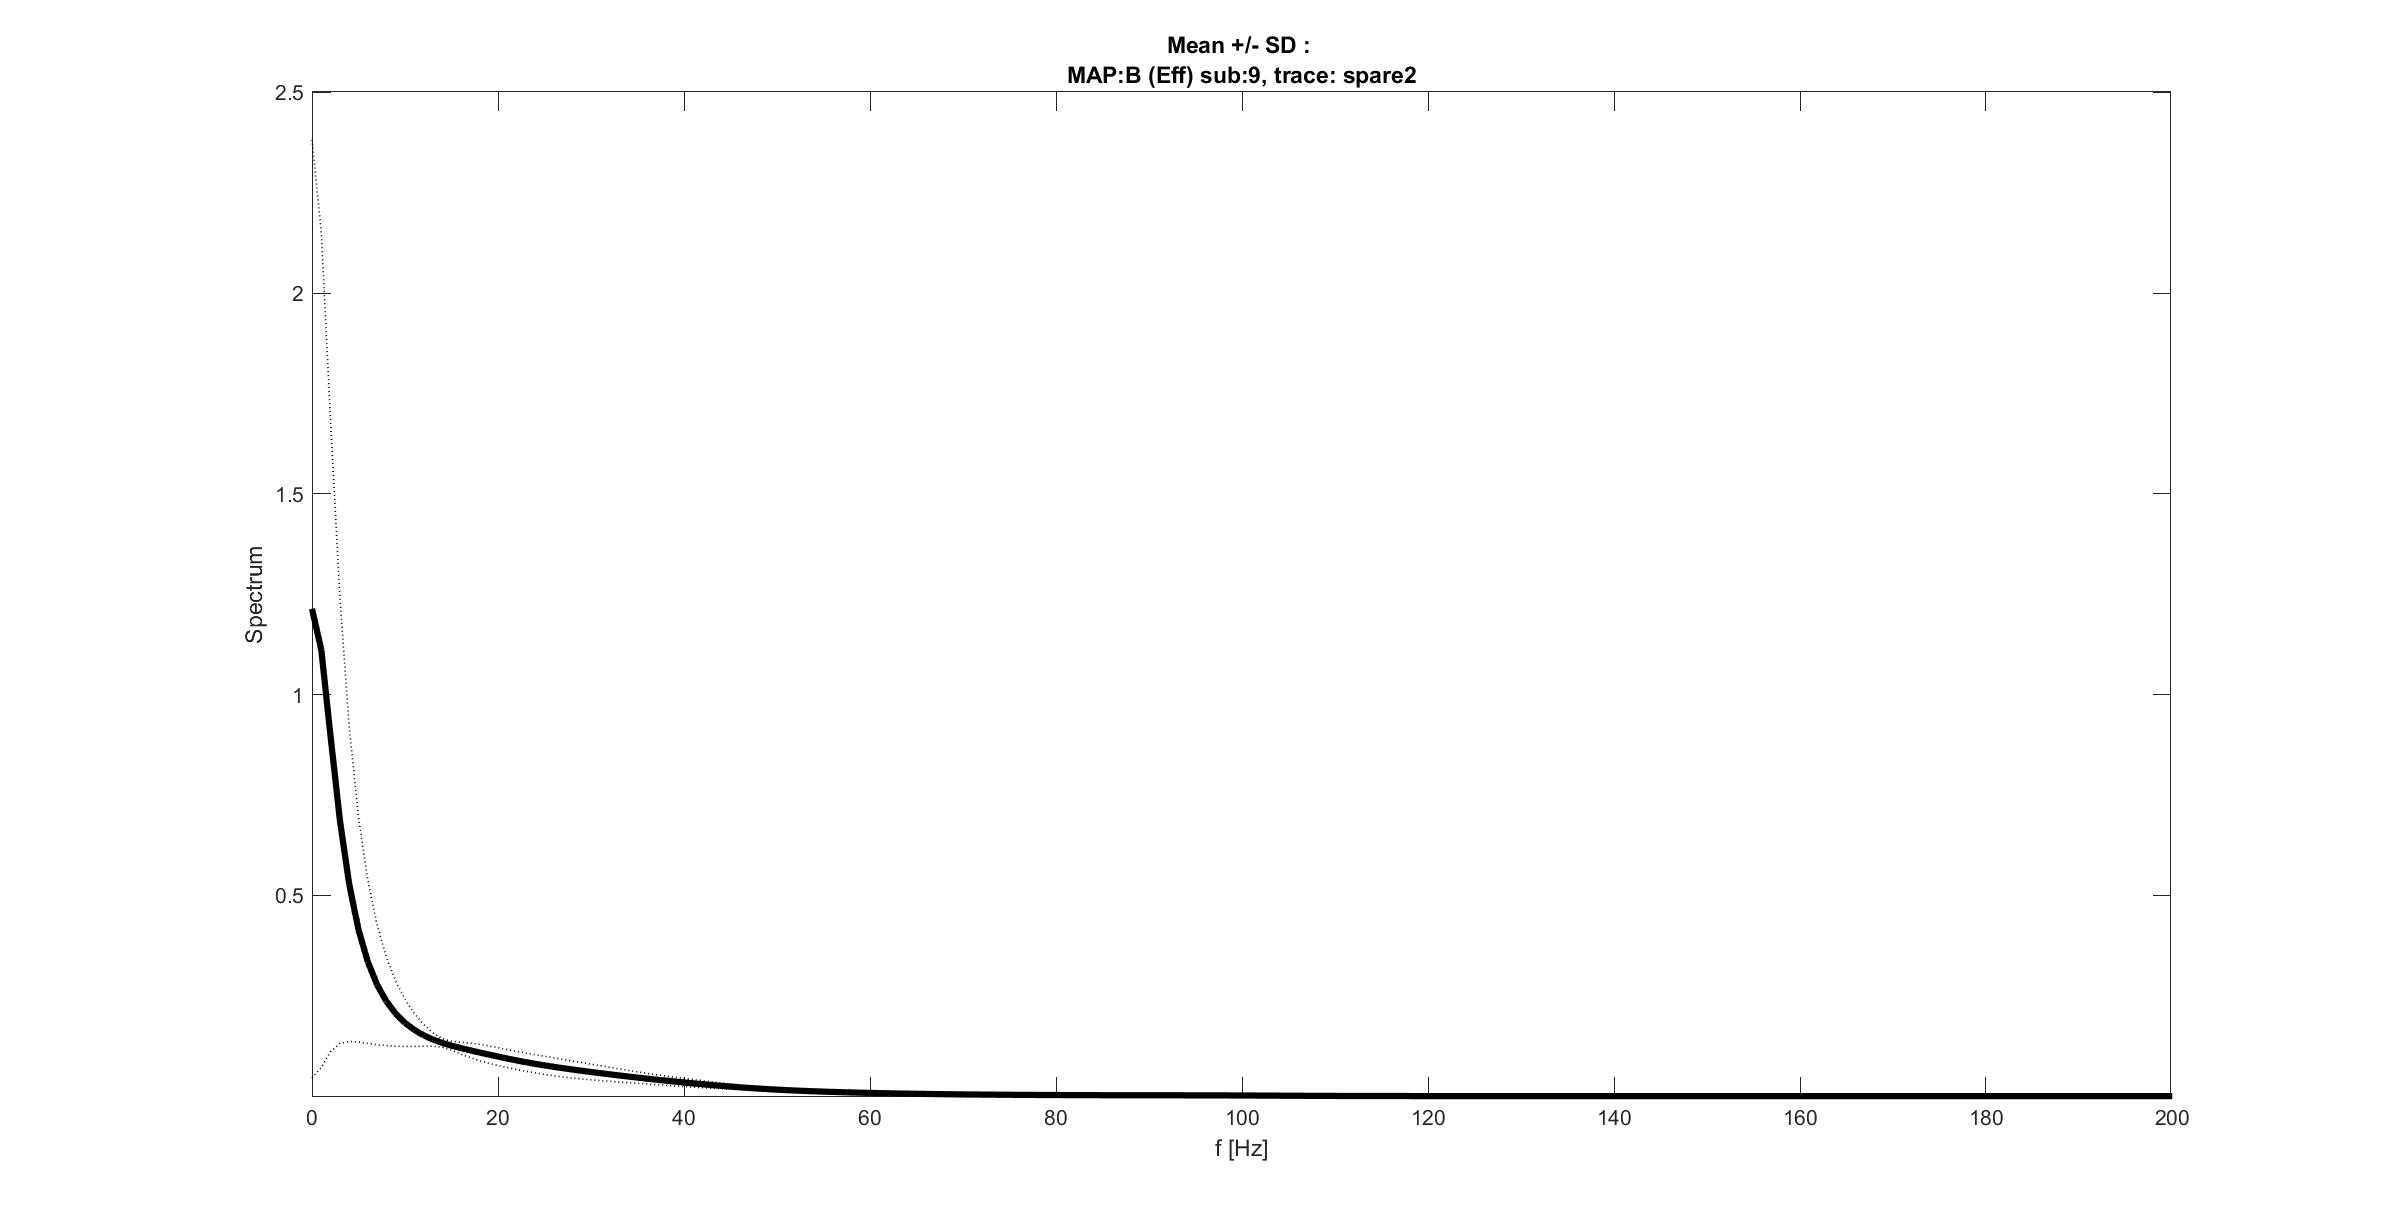 Mean +/- SD :
MAP:B (Eff) sub:9, trace: spare2
2.5
2
1.5
1
0.5
Spectrum
0 20 40 60 80 100 120 140 160 180 200
f [Hz]